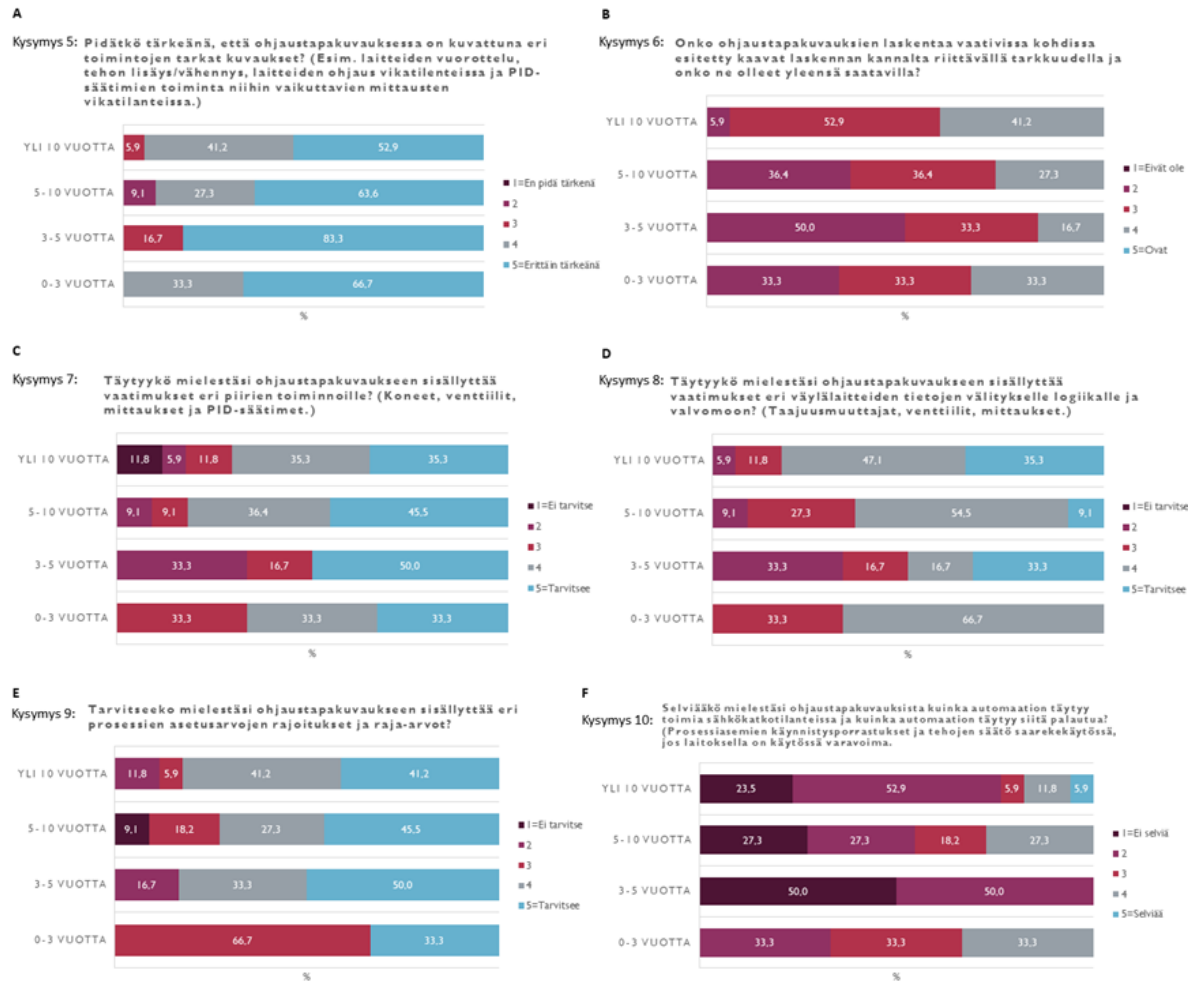 A
Kysymys 5: Pidätkö tärkeänä, että ohjaustapakuvauksessa on kuvattuna eri
toimintojen tarkat kuvaukset? (Esim. laitteiden vuorottelu,
tehon lisäys/vähennys, laitteiden ohjaus vikatilenteissa ja PID-
säätimien toiminta niihin vaikuttavien mittausten
vikatilanteissa.)
YLI 10 VUOTTA 5,9 41,2 52,9
5-10 VUOTTA 9,1 27,3 63,6
3-5 VUOTTA 16,7 83,3
0-3 VUOTTA 33,3 66,7
%
1=En pidä tärkenä
2
3
4
5=Erittäin tärkeänä
B
Kysymys 6: Onko ohjaustapakuvauksien laskentaa vaativissa kohdissa
esitetty kaavat laskennan kannalta riittävällä tarkkuudella ja
onko ne olleet yleensä saatavilla?
YLI 10 VUOTTA 5,9 52,9 41,2
5-10 VUOTTA 36,4 36,4 27,3
3-5 VUOTTA 50,0 33,3 16,7
0-3 VUOTTA 33,3 33,3 33,3
%
1=Eivät ole
2
3
4
5=Ovat
C
Kysymys 7: Täytyykö mielestäsi ohjaustapakuvaukseen sisällyttää
vaatimukset eri piirien toiminnoille? (Koneet, venttiilit,
mittaukset ja PID-säätimet.)
YLI 10 VUOTTA 11,8 5,9 11,8 35,3 35,3
5-10 VUOTTA 9,1 9,1 36,4 45,5
3-5 VUOTTA 33,3 16,7 50,0
0-3 VUOTTA 33,3 33,3 33,3
%
1=Ei tarvitse
2
3
4
5=Tarvitsee
D
Kysymys 8: Täytyykö mielestäsi ohjaustapakuvaukseen sisällyttää
vaatimukset eri väylälaitteiden tietojen välitykselle logiikalle ja
valvomoon? (Taajuusmuuttajat, venttiilit, mittaukset.)
YLI 10 VUOTTA 5,9 11,8 47,1 35,3
5-10 VUOTTA 9,1 27,3 54,5 9,1
3-5 VUOTTA 33,3 16,7 16,7 33,3
0-3 VUOTTA 33,3 66,7
%
1=Ei tarvitse
2
3
4
5=Tarvitsee
E
Kysymys 9: Tarvitseeko mielestäsi ohjaustapakuvaukseen sisällyttää eri
prosessien asetusarvojen rajoitukset ja raja-arvot?
YLI 10 VUOTTA 11,8 5,9 41,2 41,2
5-10 VUOTTA 9,1 18,2 27,3 45,5
3-5 VUOTTA 16,7 33,3 50,0
0-3 VUOTTA 66,7 33,3
%
1=Ei tarvitse
2
3
4
5=Tarvitsee
F
Kysymys 10: Selviääkö mielestäsi ohjaustapakuvauksista kuinka automaation täytyy
toimia sähkökatkotilanteissa ja kuinka automaation täytyy siitä palautua?
(Prosessiasemien käynnistysporrastukset ja tehojen säätö saarekekäytössä,
jos laitoksella on käytössä varavoima.
YLI 10 VUOTTA 23,5 52,9 5,9 11,8 5,9
5-10 VUOTTA 27,3 27,3 18,2 27,3
3-5 VUOTTA 50,0 50,0
0-3 VUOTTA 33,3 33,3 33,3
%
1=Ei selviä
2
3
4
5=Selviää